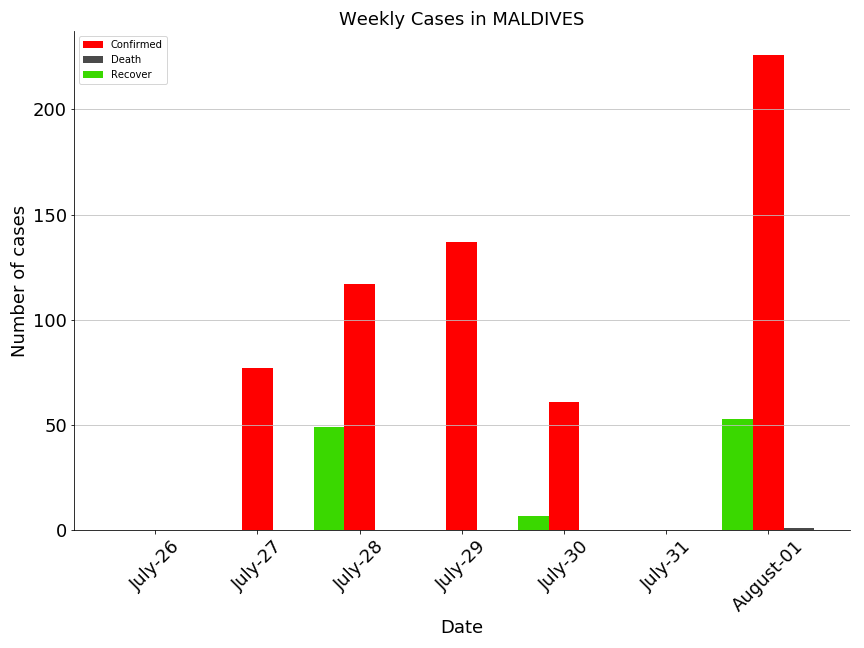 Weekly Cases in MALDIVES
Confirmed
Death
Recover
200
150
100
50
0
Number of cases
July-26
July-27
July-28
July-29
July-30
July-31
August-01
Date